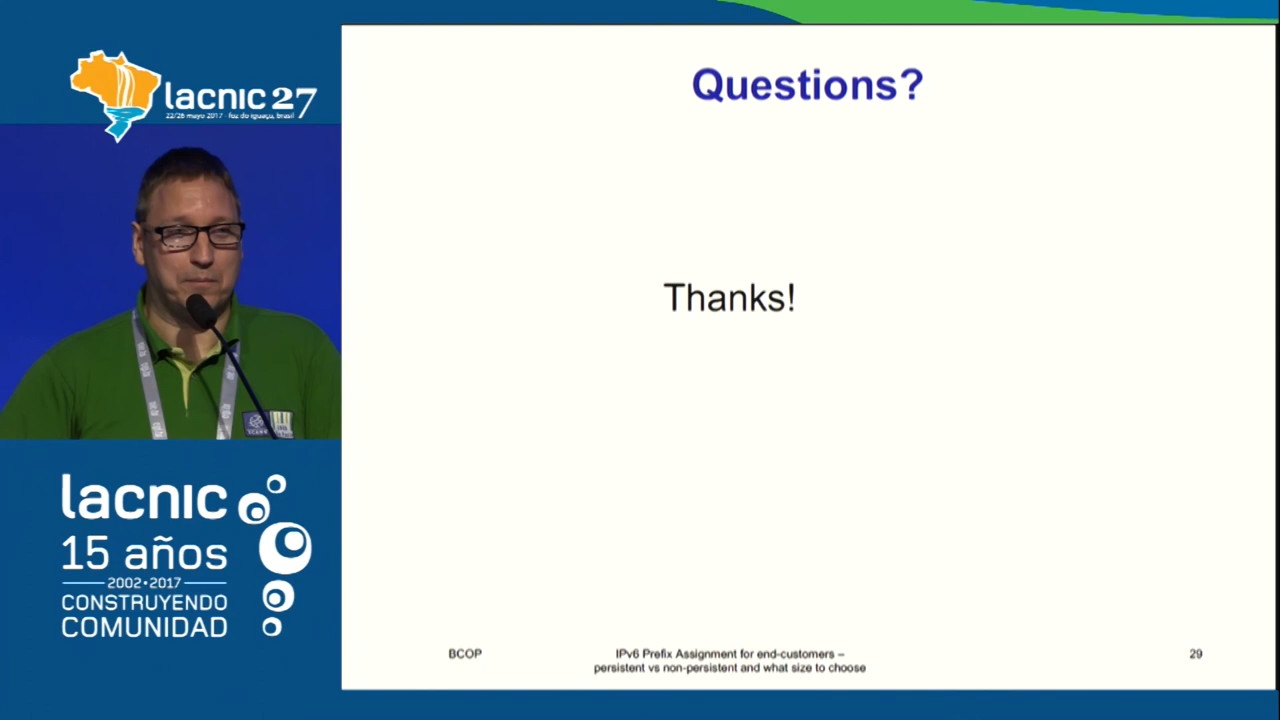 lacnic 27
22/26 mayo 2017 - foz do iguaçu, brasil
lacnic
15 años
2002•2017
CONSTRUYENDO
COMUNIDAD
Questions?
Thanks!
BCOP
IPv6 Prefix Assignment for end-customers –
persistent vs non-persistent and what size to choose
29